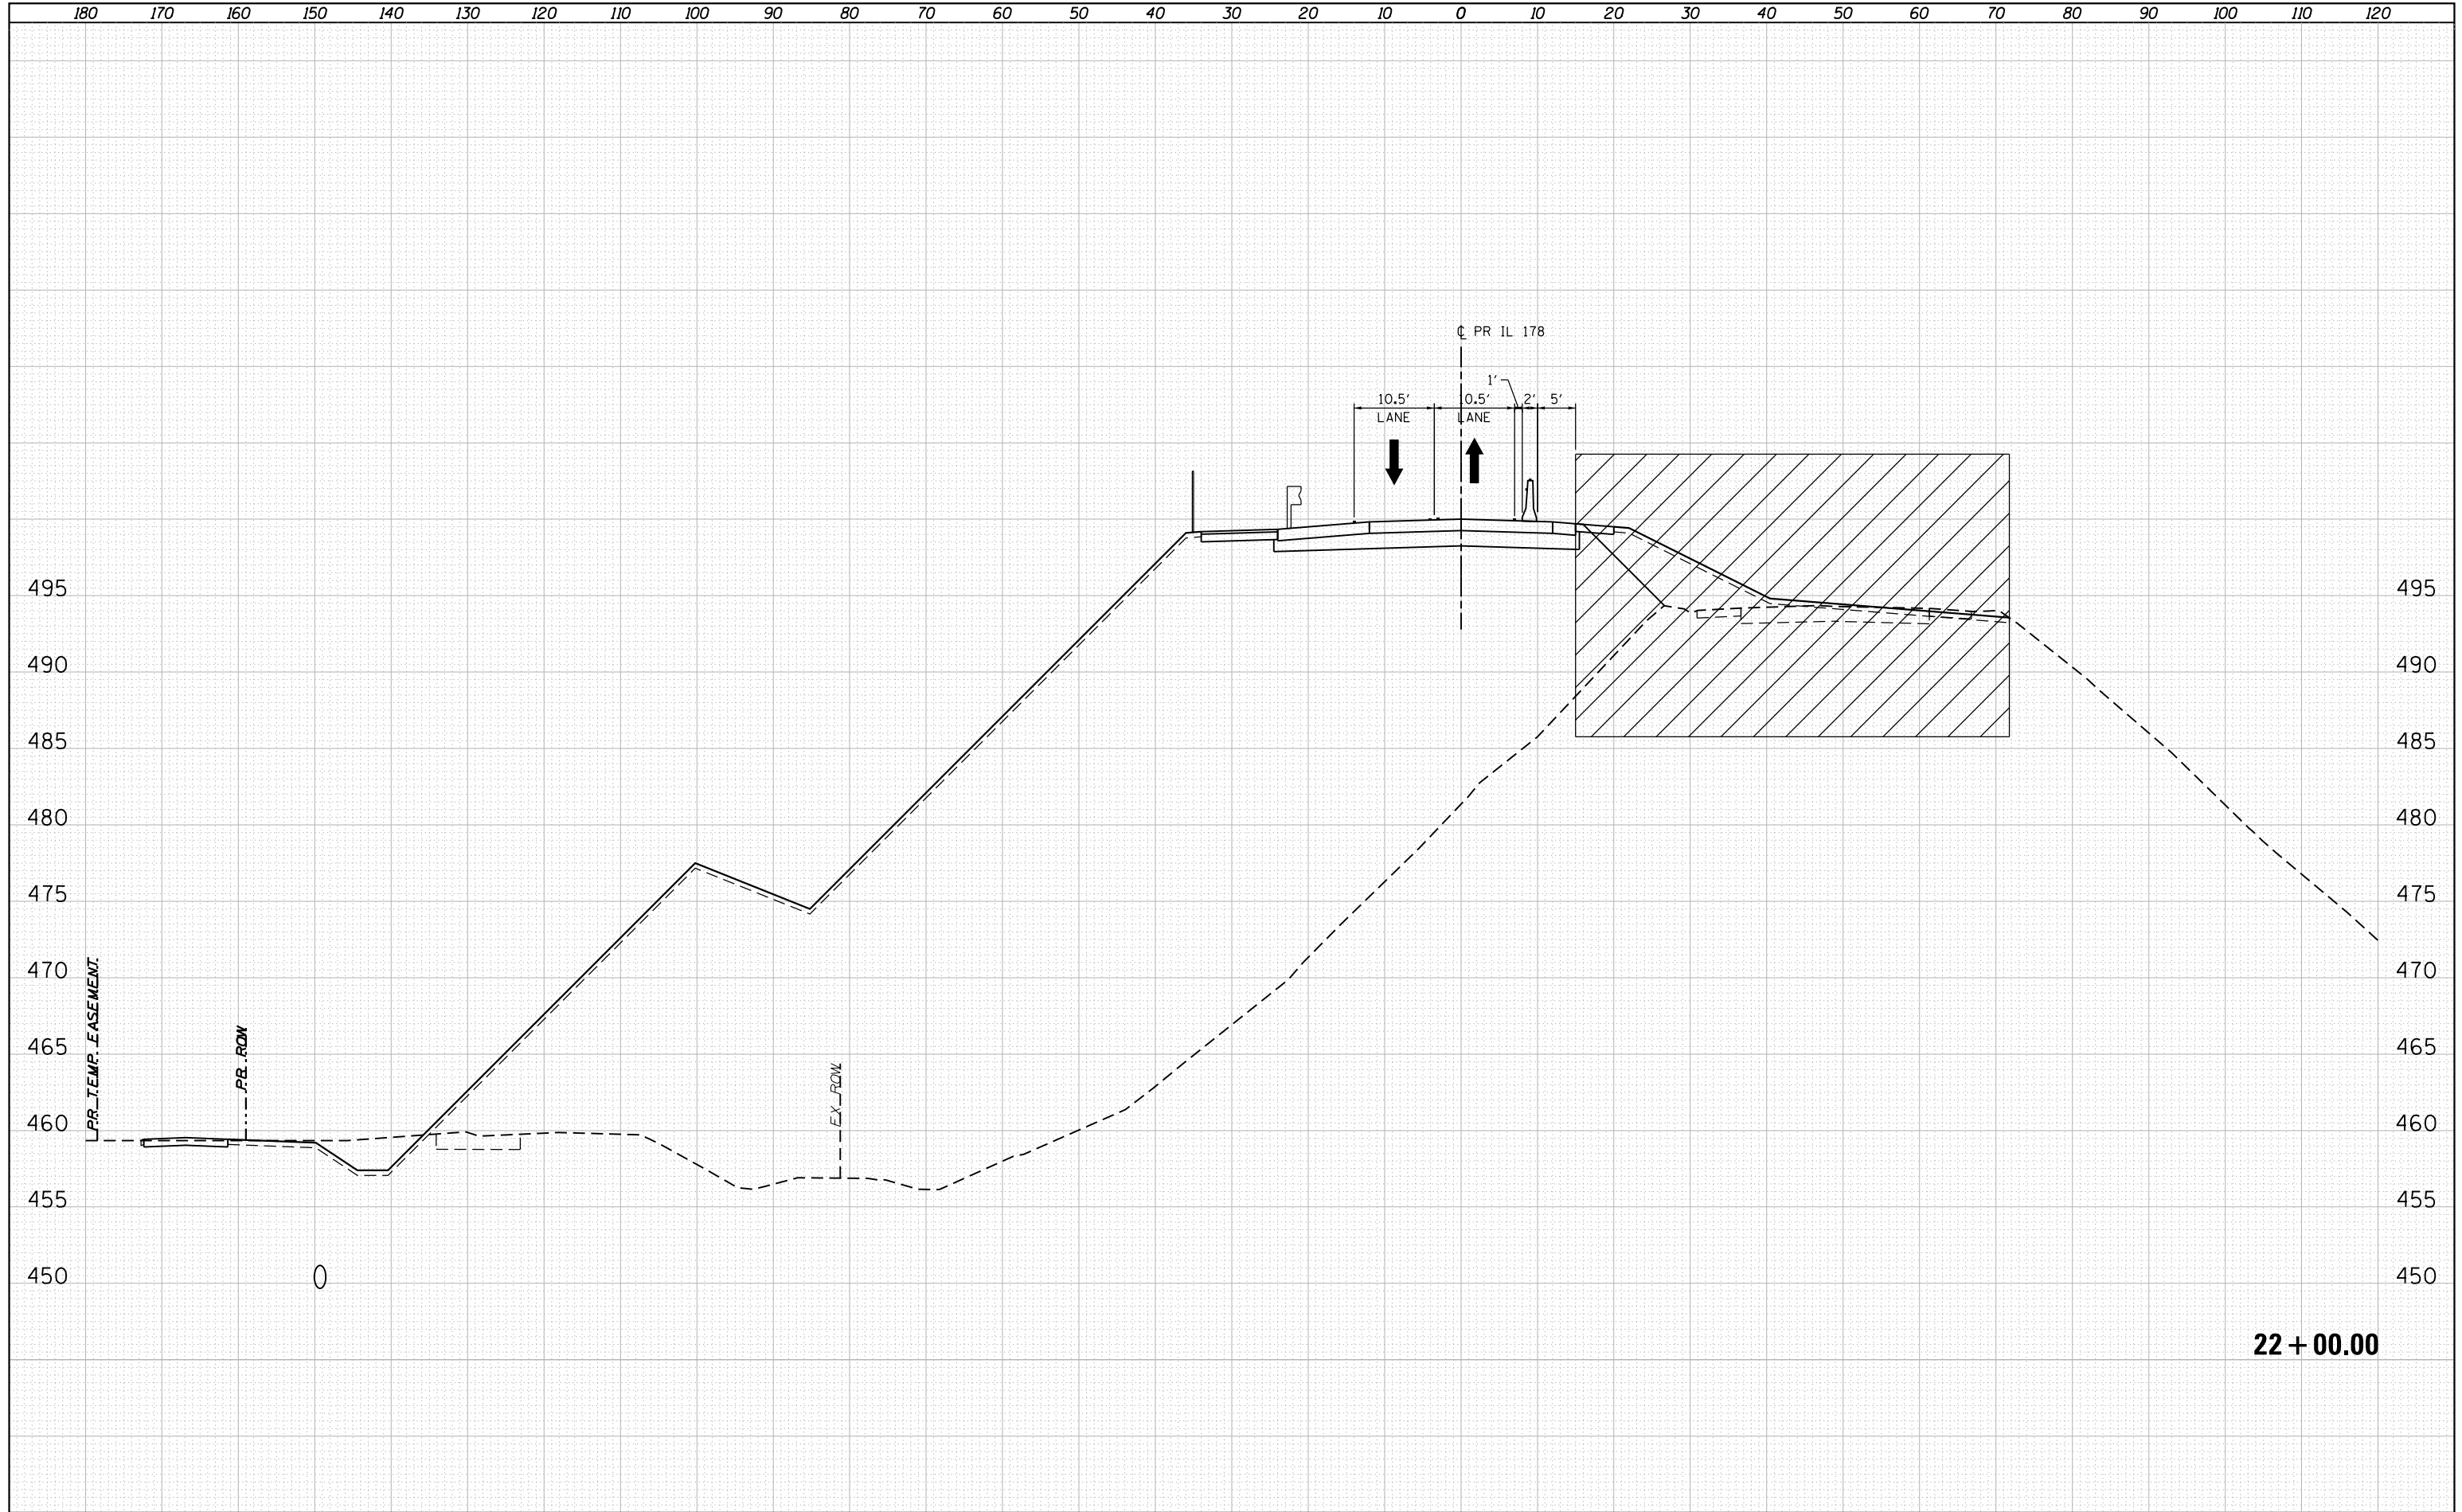 180 170 160 150 140 130 120 110 100 90 80 70 60 50 40 30 20 10 0 10 20 30 40 50 60 70 80 90 100 110 120
℄ PR IL 178
1'
10.5' 10.5' 2' 5'
LANE LANE
495 495
490 490
485 485
480 480
475 475
470 470
PR TEMP. EASEMENT
PR ROW
465 465
EX ROW
460 460
455 455
450 450
22+00.00